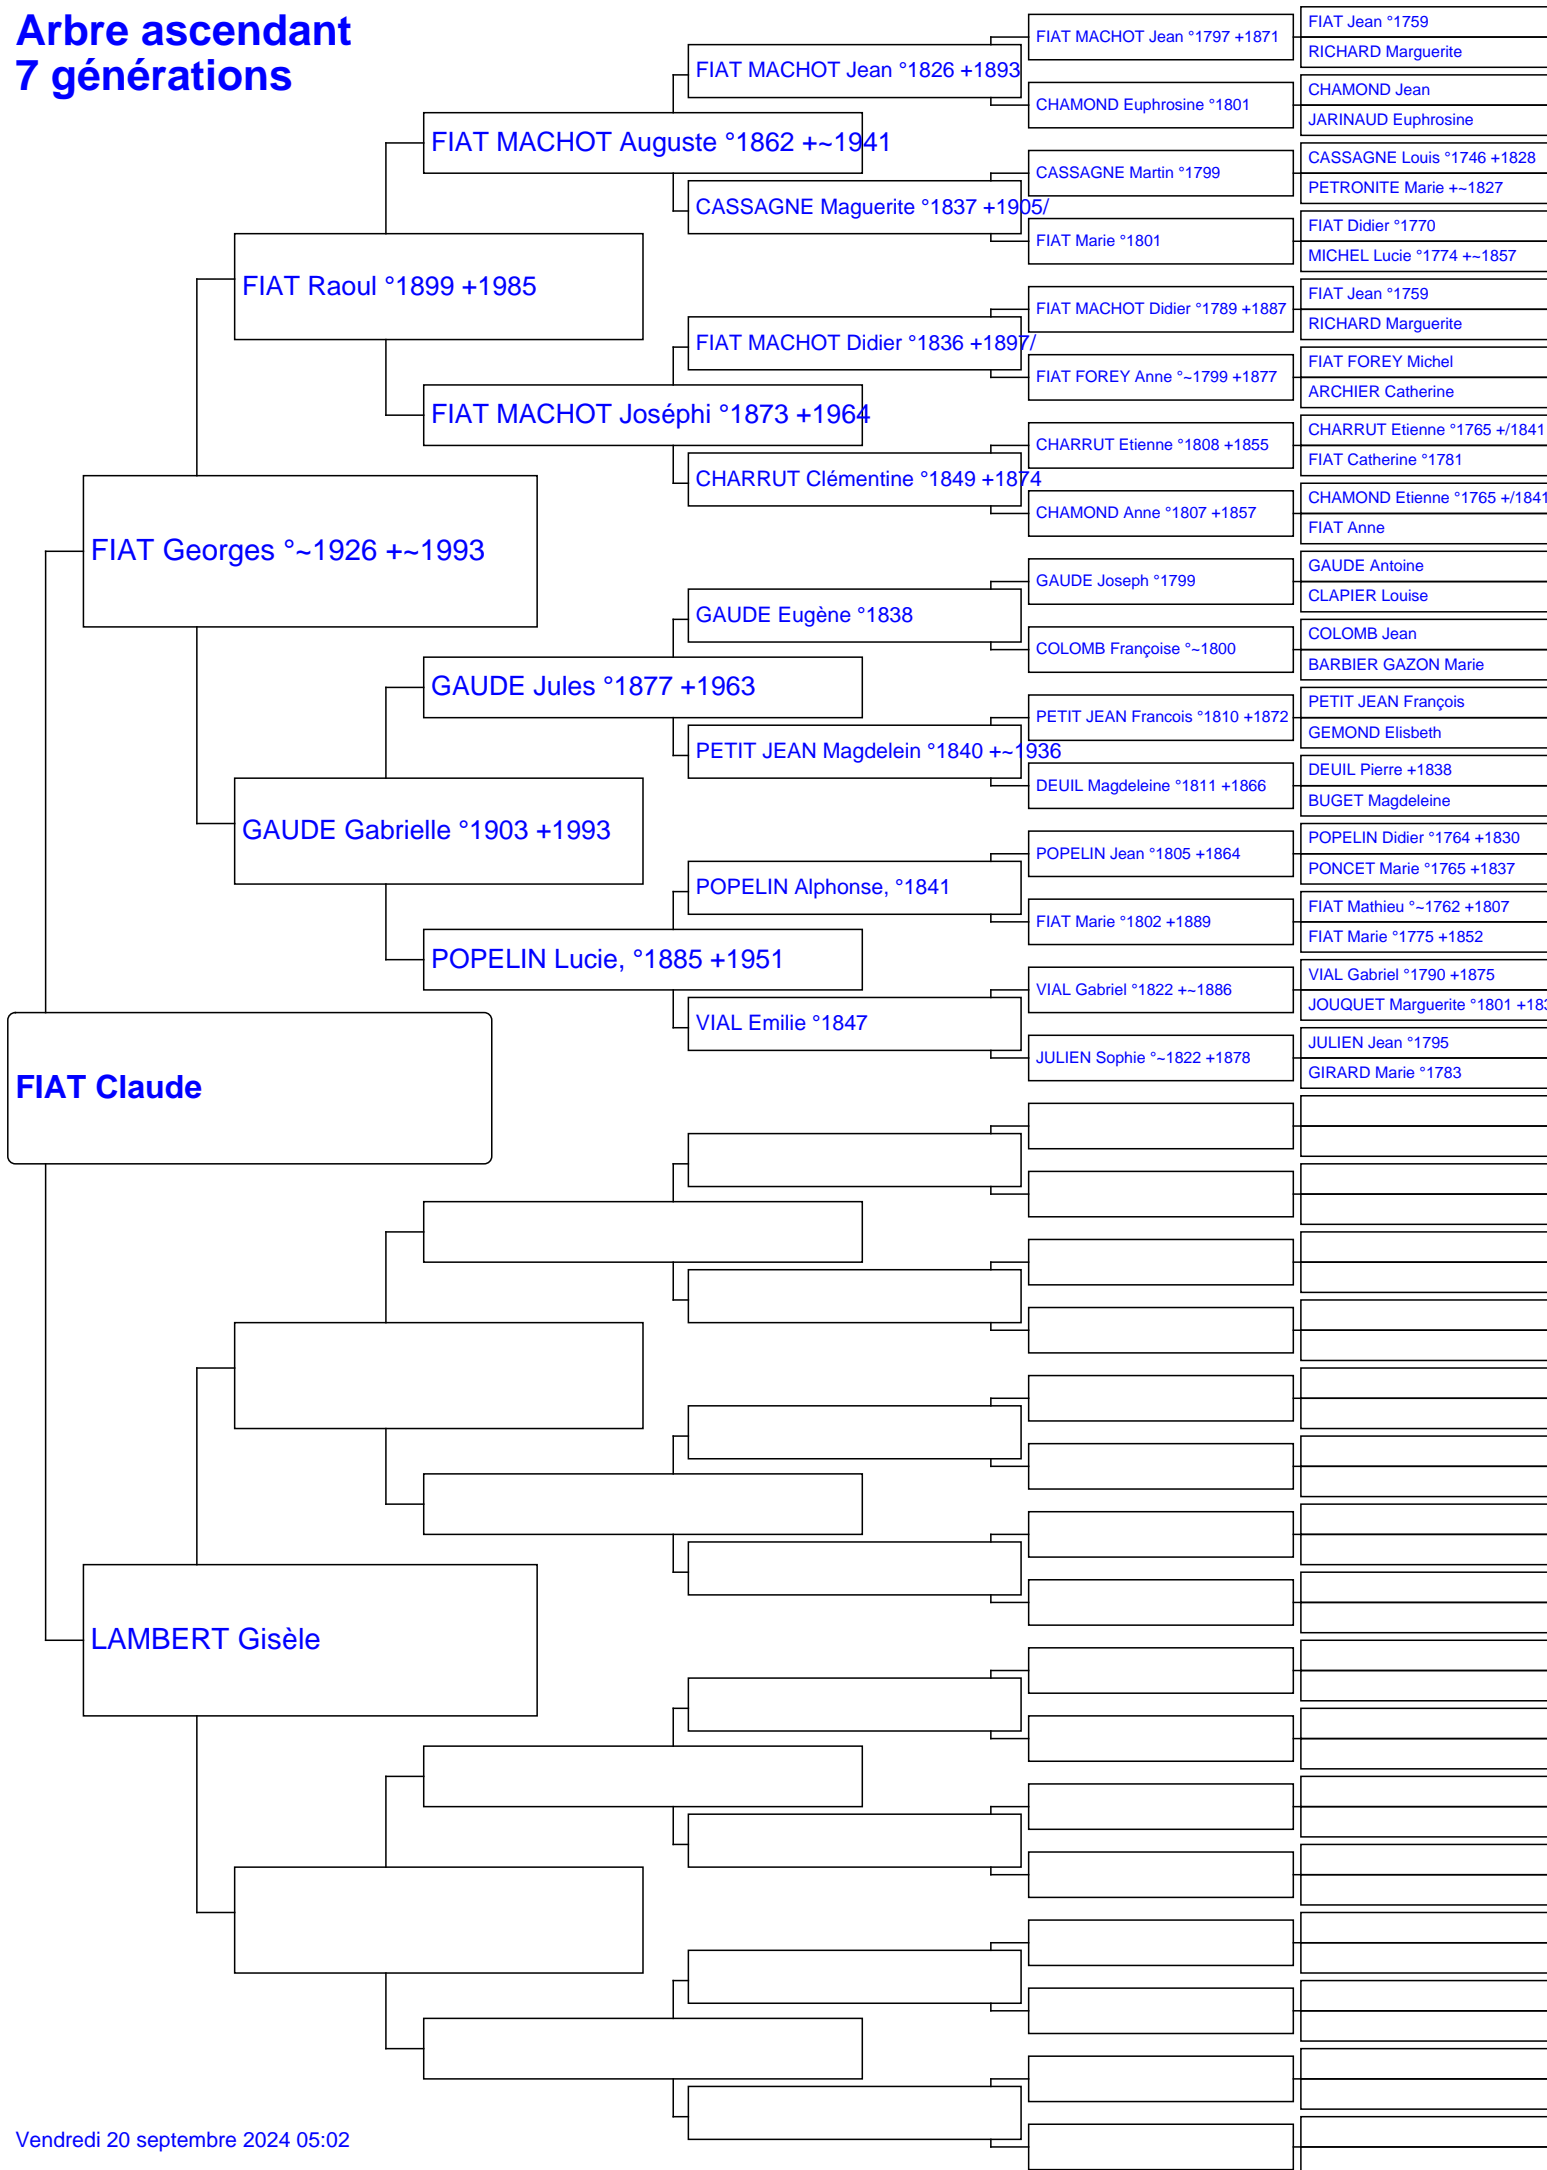 Arbre ascendant
7 générations
FIAT Claude
FIAT Georges °~1926 +~1993
LAMBERT Gisèle
FIAT Raoul °1899 +1985
GAUDE Gabrielle °1903 +1993
FIAT MACHOT Auguste °1862 +~1941
FIAT MACHOT Joséphi °1873 +1964
GAUDE Jules °1877 +1963
POPELIN Lucie, °1885 +1951
FIAT MACHOT Jean °1826 +1893
CASSAGNE Maguerite °1837 +1905/
FIAT MACHOT Didier °1836 +1897/
CHARRUT Clémentine °1849 +1874
GAUDE Eugène °1838
PETIT JEAN Magdelein °1840 +~1936
POPELIN Alphonse, °1841
VIAL Emilie °1847
FIAT MACHOT Jean °1797 +1871
CHAMOND Euphrosine °1801
CASSAGNE Martin °1799
FIAT Marie °1801
FIAT MACHOT Didier °1789 +1887
FIAT FOREY Anne °~1799 +1877
CHARRUT Etienne °1808 +1855
CHAMOND Anne °1807 +1857
GAUDE Joseph °1799
COLOMB Françoise °~1800
PETIT JEAN Francois °1810 +1872
DEUIL Magdeleine °1811 +1866
POPELIN Jean °1805 +1864
FIAT Marie °1802 +1889
VIAL Gabriel °1822 +~1886
JULIEN Sophie °~1822 +1878
FIAT Jean °1759
RICHARD Marguerite
CHAMOND Jean
JARINAUD Euphrosine
CASSAGNE Louis °1746 +1828
PETRONITE Marie +~1827
FIAT Didier °1770
MICHEL Lucie °1774 +~1857
FIAT Jean °1759
RICHARD Marguerite
FIAT FOREY Michel
ARCHIER Catherine
CHARRUT Etienne °1765 +/1841
FIAT Catherine °1781
CHAMOND Etienne °1765 +/1841
FIAT Anne
GAUDE Antoine
CLAPIER Louise
COLOMB Jean
BARBIER GAZON Marie
PETIT JEAN François
GEMOND Elisbeth
DEUIL Pierre +1838
BUGET Magdeleine
POPELIN Didier °1764 +1830
PONCET Marie °1765 +1837
FIAT Mathieu °~1762 +1807
FIAT Marie °1775 +1852
VIAL Gabriel °1790 +1875
JOUQUET Marguerite °1801
JULIEN Jean °1795
GIRARD Marie °1783
Vendredi 20 septembre 2024 05:02